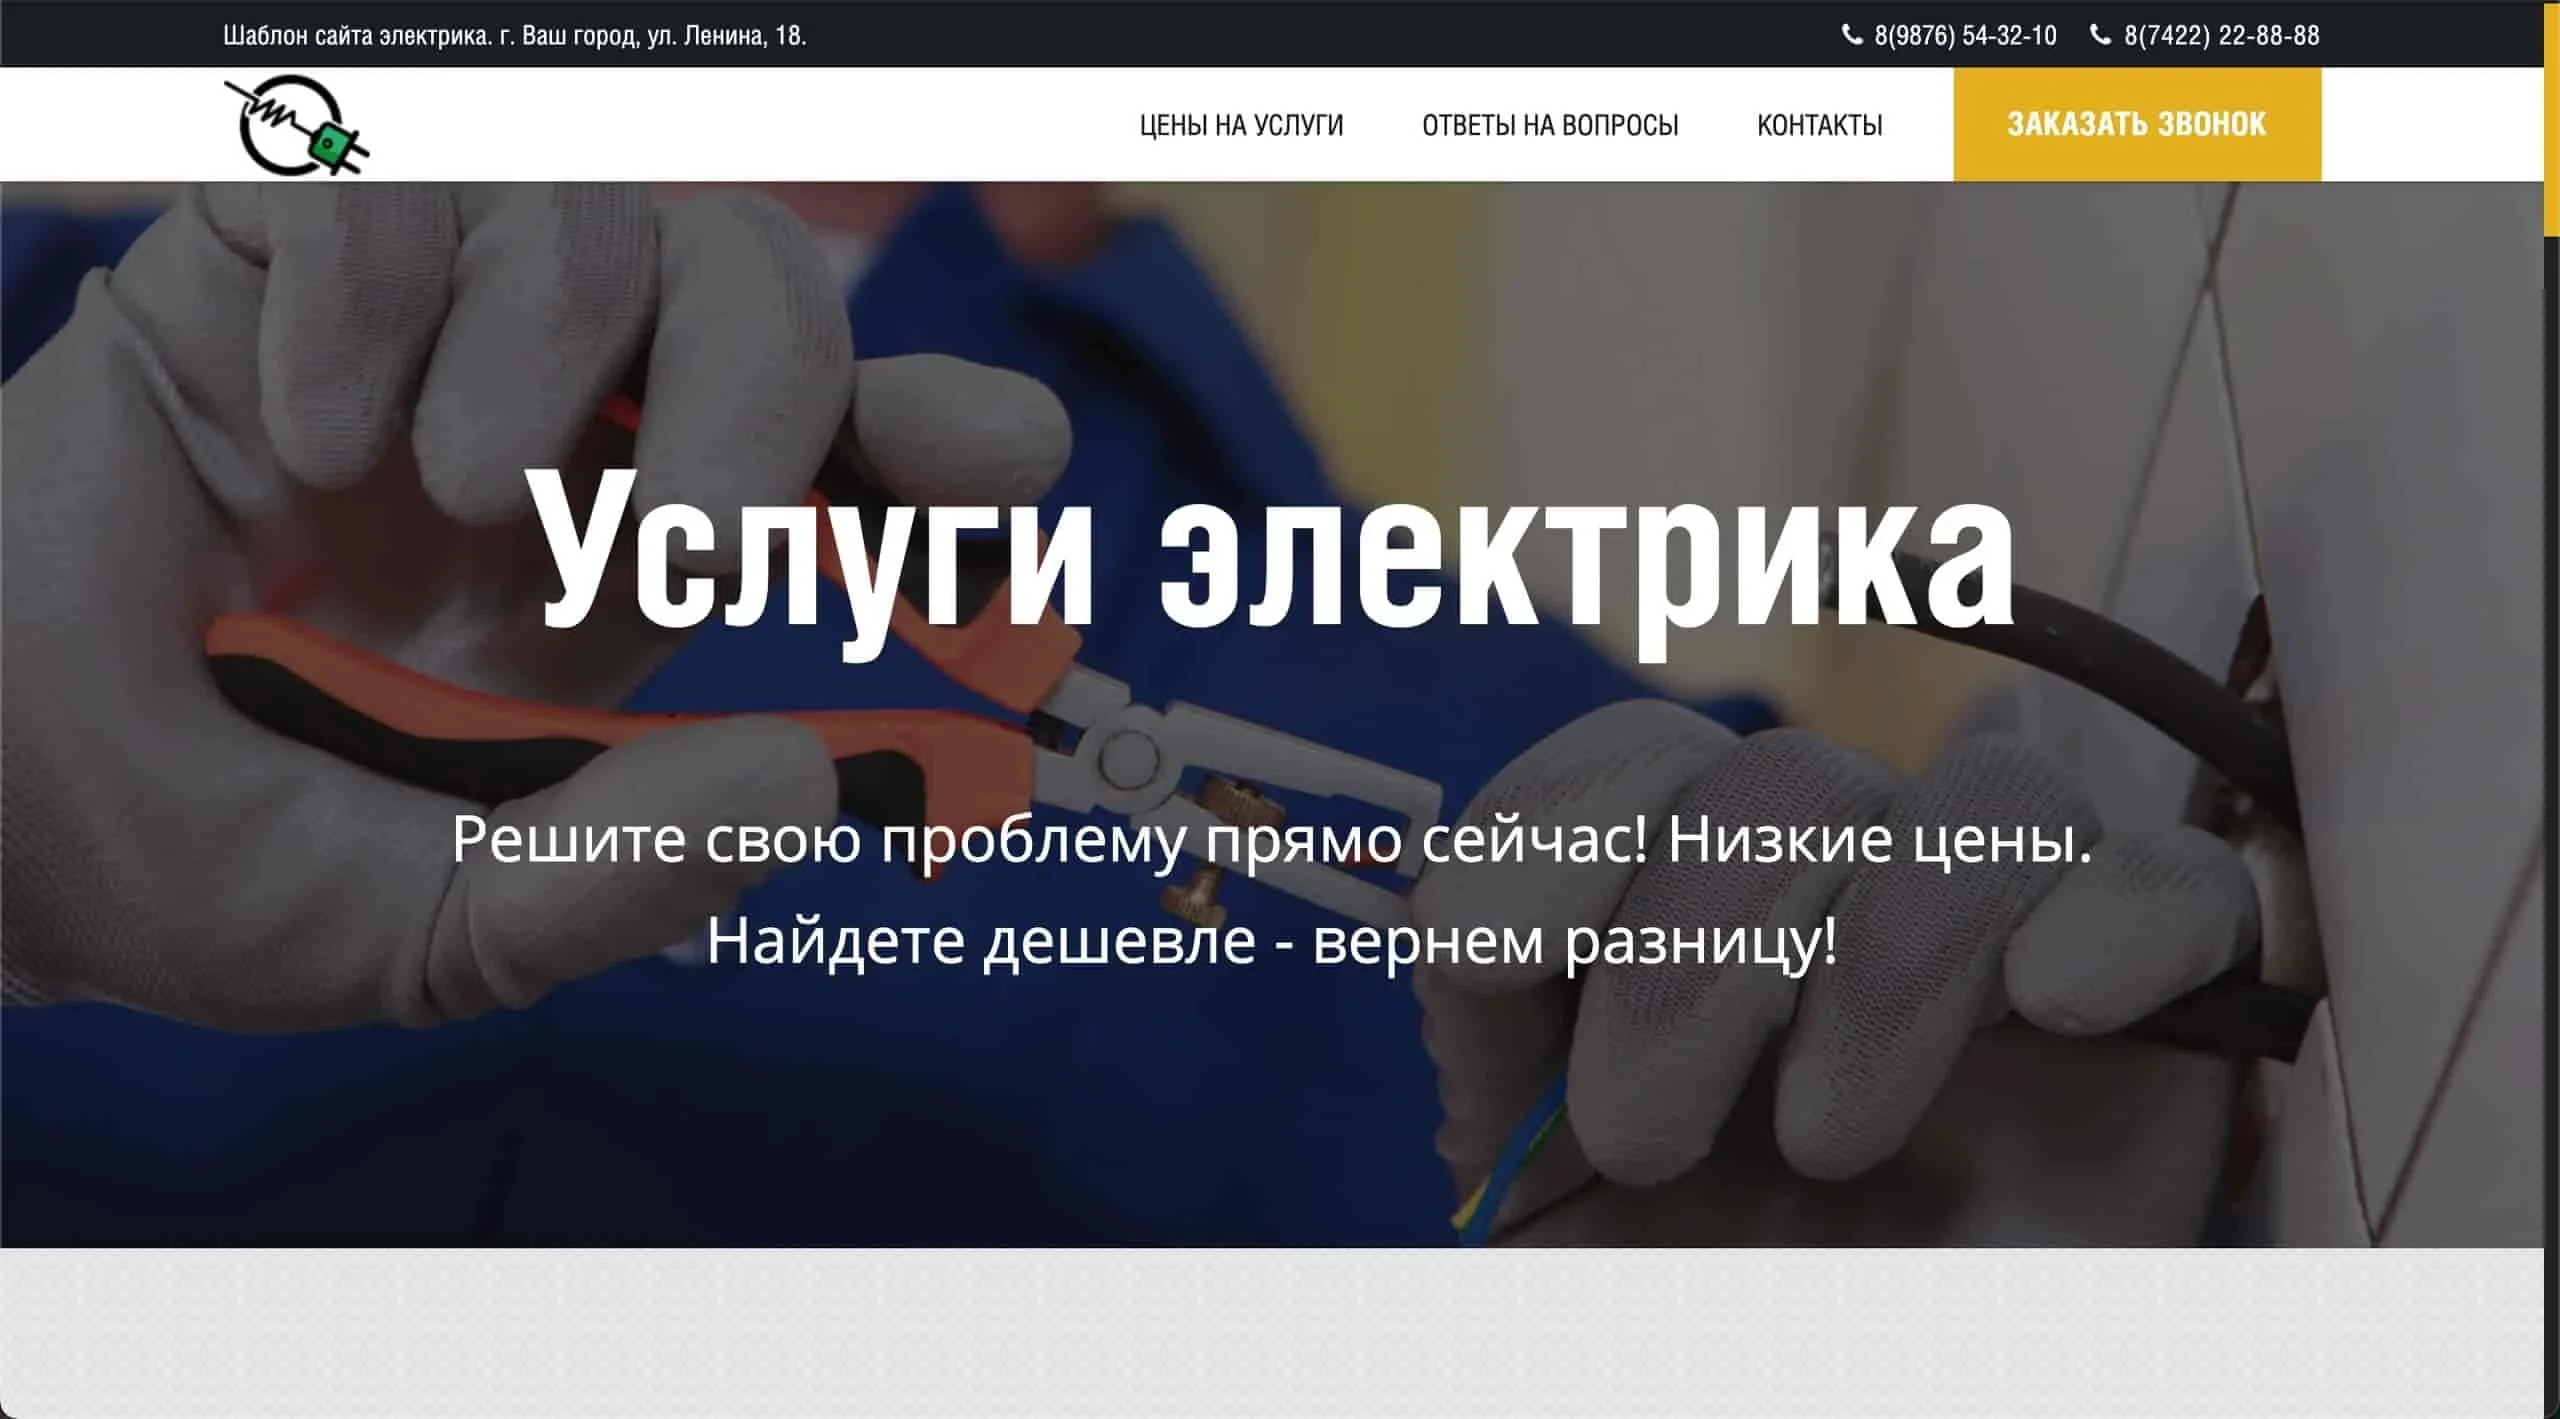 Шаблон сайта электрика. г. Ваш город, ул. Ленина, 18.
8(9876) 54-32-10
8(7422) 22-88-88
ЦЕНЫ НА УСЛУГИ
ОТВЕТЫ НА ВОПРОСЫ
КОНТАКТЫ
ЗАКАЗАТЬ ЗВОНОК
Услуги электрика
Решите свою проблему прямо сейчас! Низкие цены.
Найдете дешевле - вернем разницу!